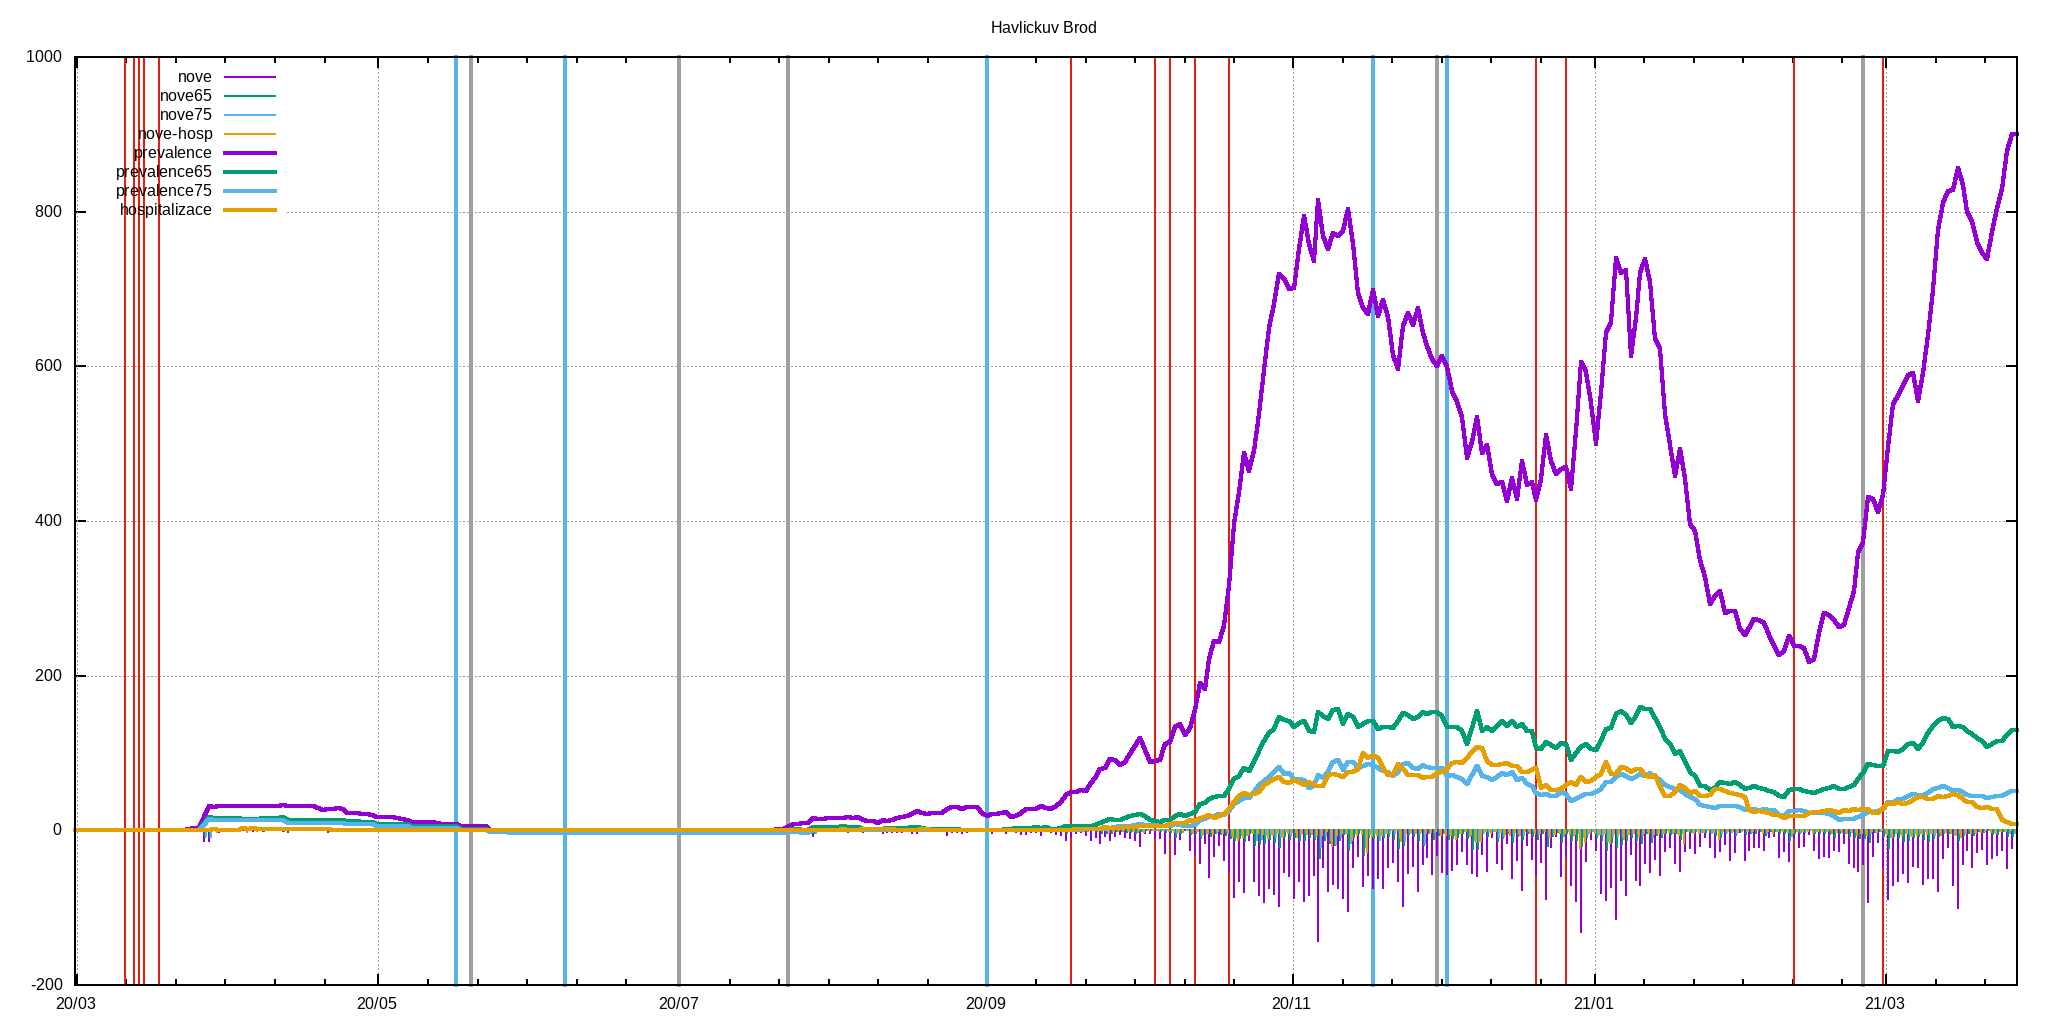 Havlickuv Brod
1000
nove
nove65
nove75
nove-hosp
prevalence
prevalence65
prevalence75
hospitalizace
800
600
400
200
0
-200
20/03 20/05 20/07 20/09 20/11 21/01 21/03